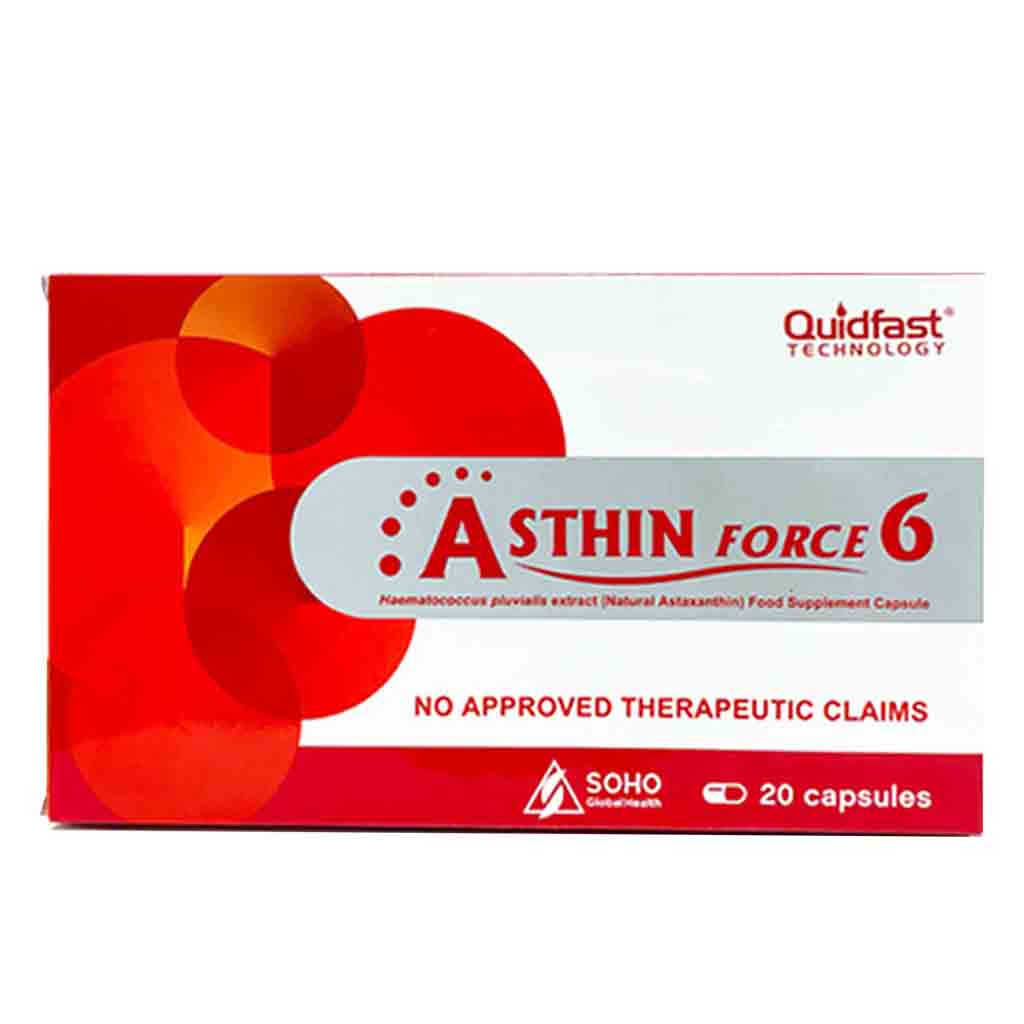 Quidfast®
TECHNOLOGY
ASTHIN FORCE 6
Haematococcus pluvialis extract (Natural Astaxanthin) Food Supplement Capsule
NO APPROVED THERAPEUTIC CLAIMS
SOHO
GlobalHealth
20 capsules